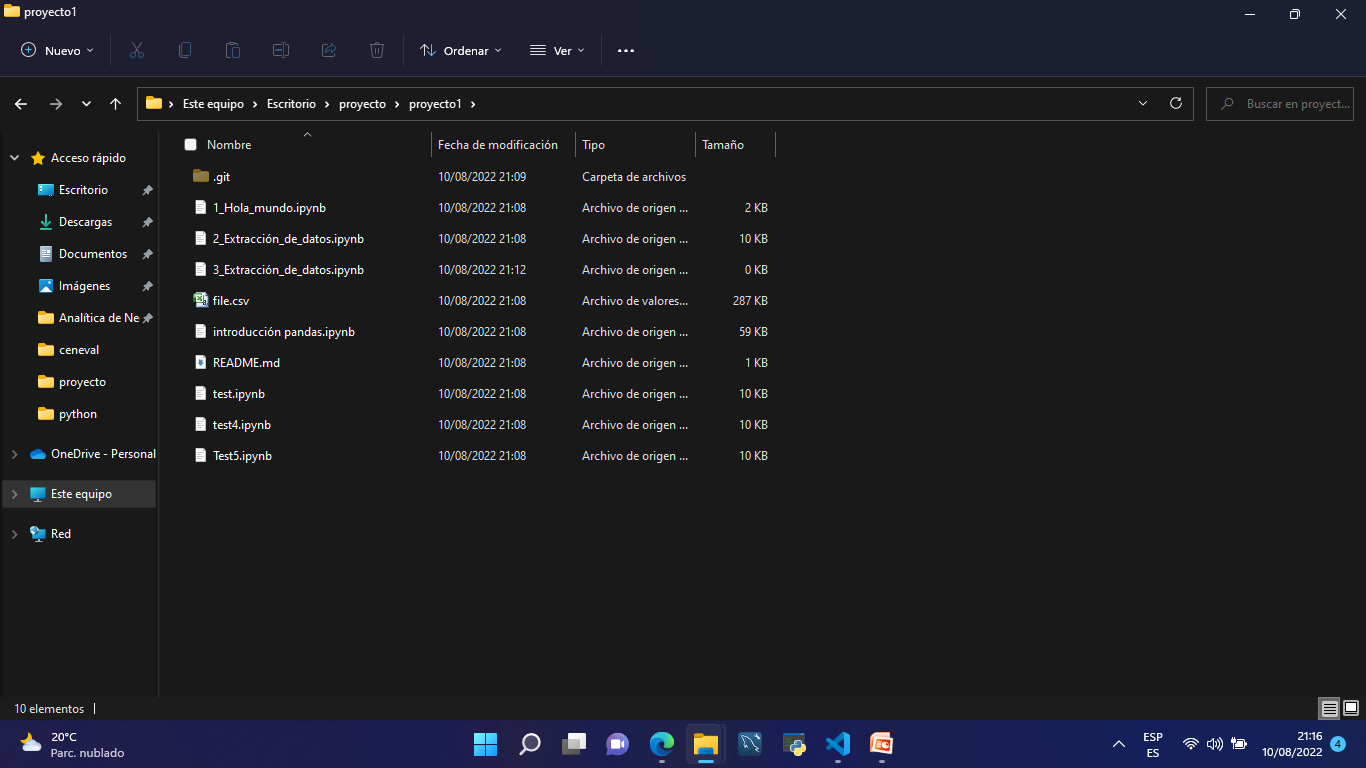 proyecto1
Nuevo Ordenar Ver
Este equipo Escritorio proyecto proyecto1 Buscar en proyect...
Nombre Fecha de modificación Tipo Tamaño
Acceso rápido
Escritorio
Descargas
Documentos
Imágenes
Analítica de Ne
ceneval
proyecto
python
OneDrive - Personal
Este equipo
Red
.git 10/08/2022 21:09 Carpeta de archivos
1_Hola_mundo.ipynb 10/08/2022 21:08 Archivo de origen ... 2 KB
2_Extracción_de_datos.ipynb 10/08/2022 21:08 Archivo de origen ... 10 KB
3_Extracción_de_datos.ipynb 10/08/2022 21:12 Archivo de origen ... 0 KB
file.csv 10/08/2022 21:08 Archivo de valores... 287 KB
introducción pandas.ipynb 10/08/2022 21:08 Archivo de origen ... 59 KB
README.md 10/08/2022 21:08 Archivo de origen ... 1 KB
test.ipynb 10/08/2022 21:08 Archivo de origen ... 10 KB
test4.ipynb 10/08/2022 21:08 Archivo de origen ... 10 KB
Test5.ipynb 10/08/2022 21:08 Archivo de origen ... 10 KB
10 elementos
20°C
Parc. nublado
ESP
ES
21:16
10/08/2022
4